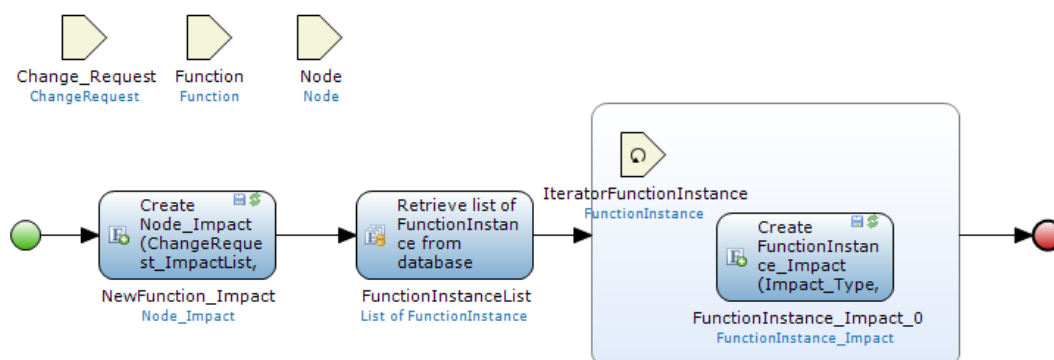 Change_Request
ChangeRequest
Function
Function
Node
Node
Create
Node_Impact
(ChangeReque
st_ImpactList,
NewFunction_Impact
Node_Impact
Retrieve list of
FunctionInstan
ce from
database
FunctionInstanceList
List of FunctionInstance
IteratorFunctionInstance
FunctionInstance
Create
FunctionInstan
ce_Impact
(Impact_Type,
FunctionInstance_Impact_0
FunctionInstance_Impact